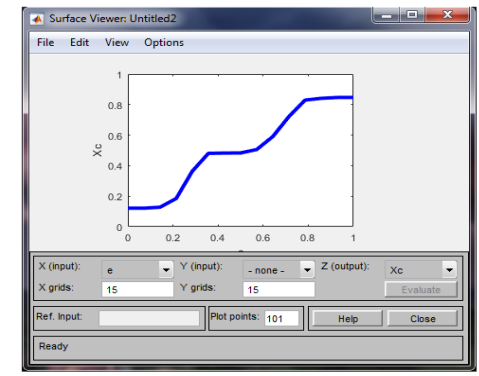 Surface Viewer: Untitled2
File Edit View Options
1
0.8
0.6
0.4
0.2
0
Xc
0 0.2 0.4 0.6 0.8 1
X (input): e Y (input): - none - Z (output): Xc
X grids: 15 Y grids: 15 Evaluate
Ref. Input: Plot points: 101 Help Close
Ready